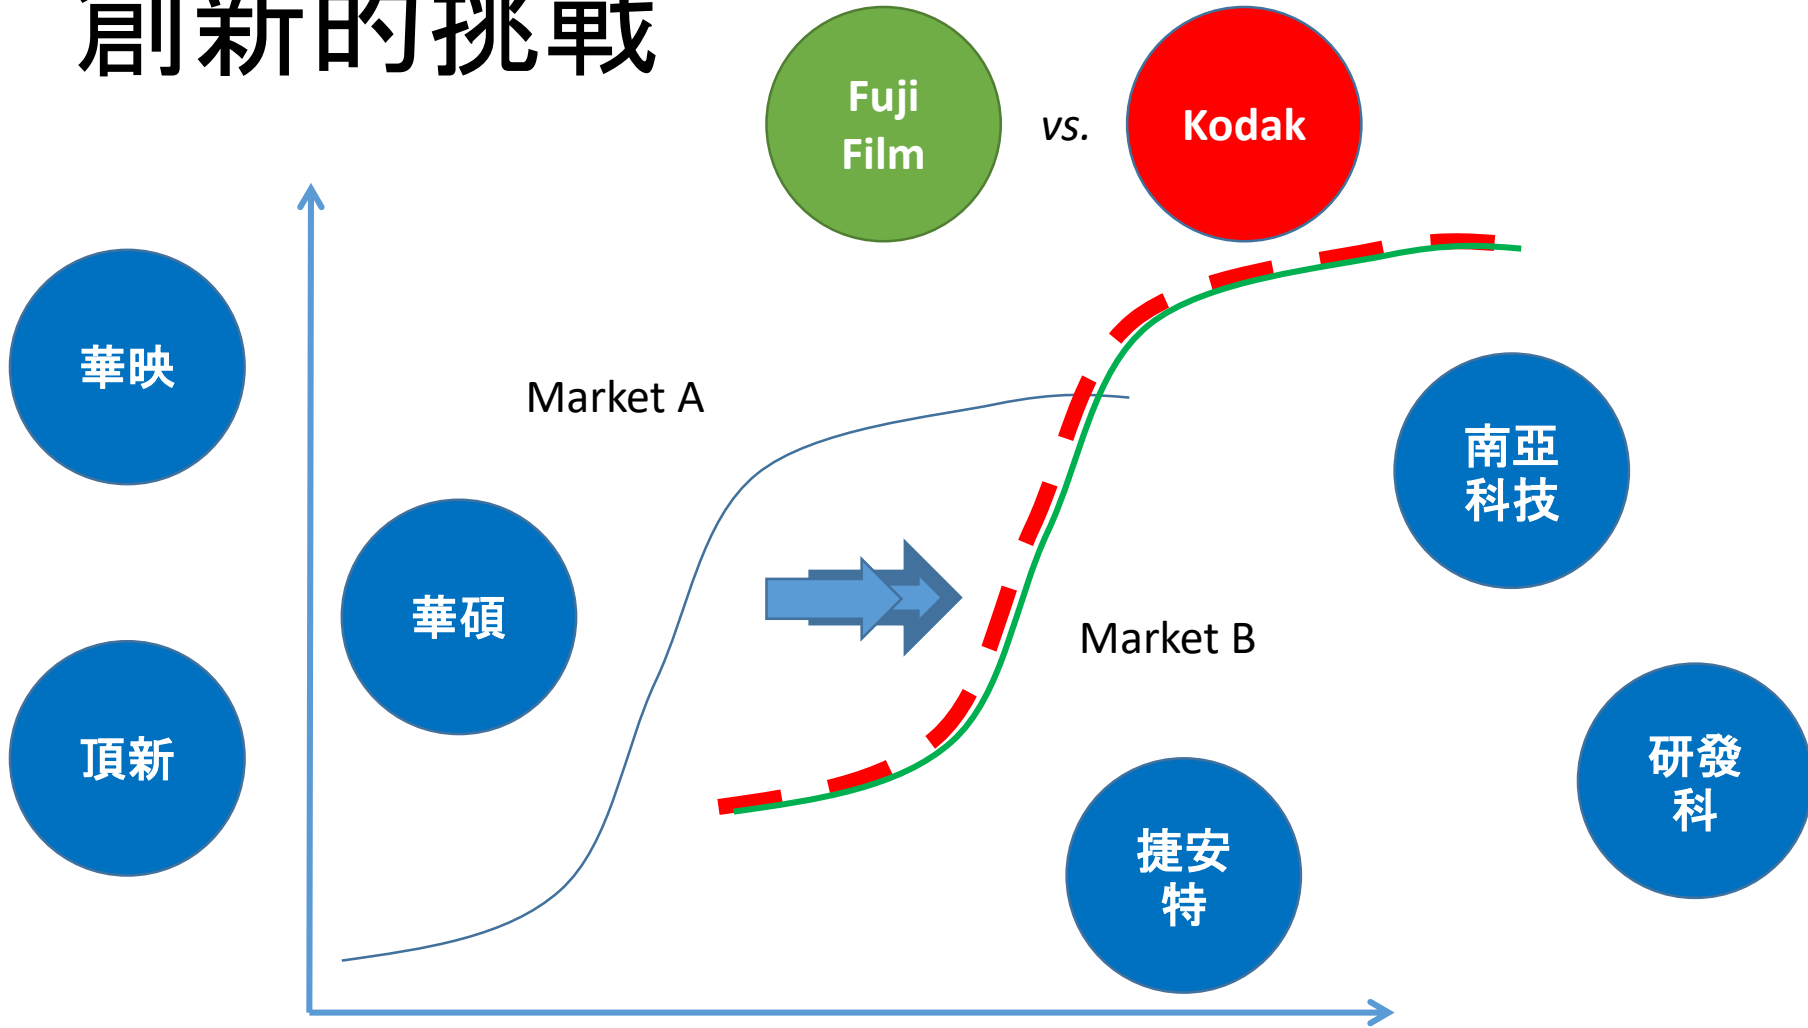 創新的挑戰
Fuji
Film
vs.
Kodak
華映
Market A
南亞
科技
華碩
Market B
頂新
研發
科
捷安
特